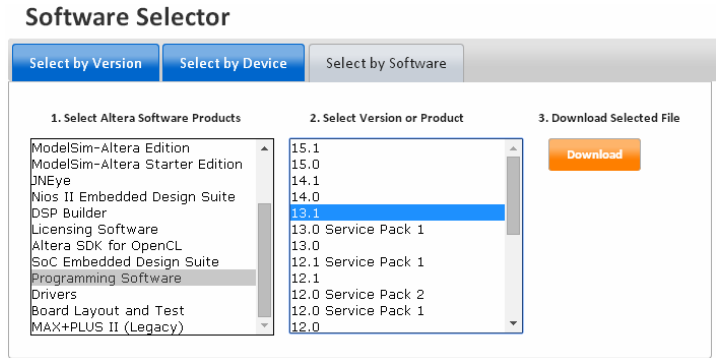 Software Selector
Select by Version
Select by Device
Select by Software
1. Select Altera Software Products
2. Select Version or Product
3. Download Selected File
ModelSim-Altera Edition
ModelSim-Altera Starter Edition
JNEye
Nios II Embedded Design Suite
DSP Builder
Licensing Software
Altera SDK for OpenCL
SoC Embedded Design Suite
Programming Software
Drivers
Board Layout and Test
MAX+PLUS II (Legacy)
15.1
15.0
14.1
14.0
13.1
13.0 Service Pack 1
13.0
12.1 Service Pack 1
12.1
12.0 Service Pack 2
12.0 Service Pack 1
12.0
Download